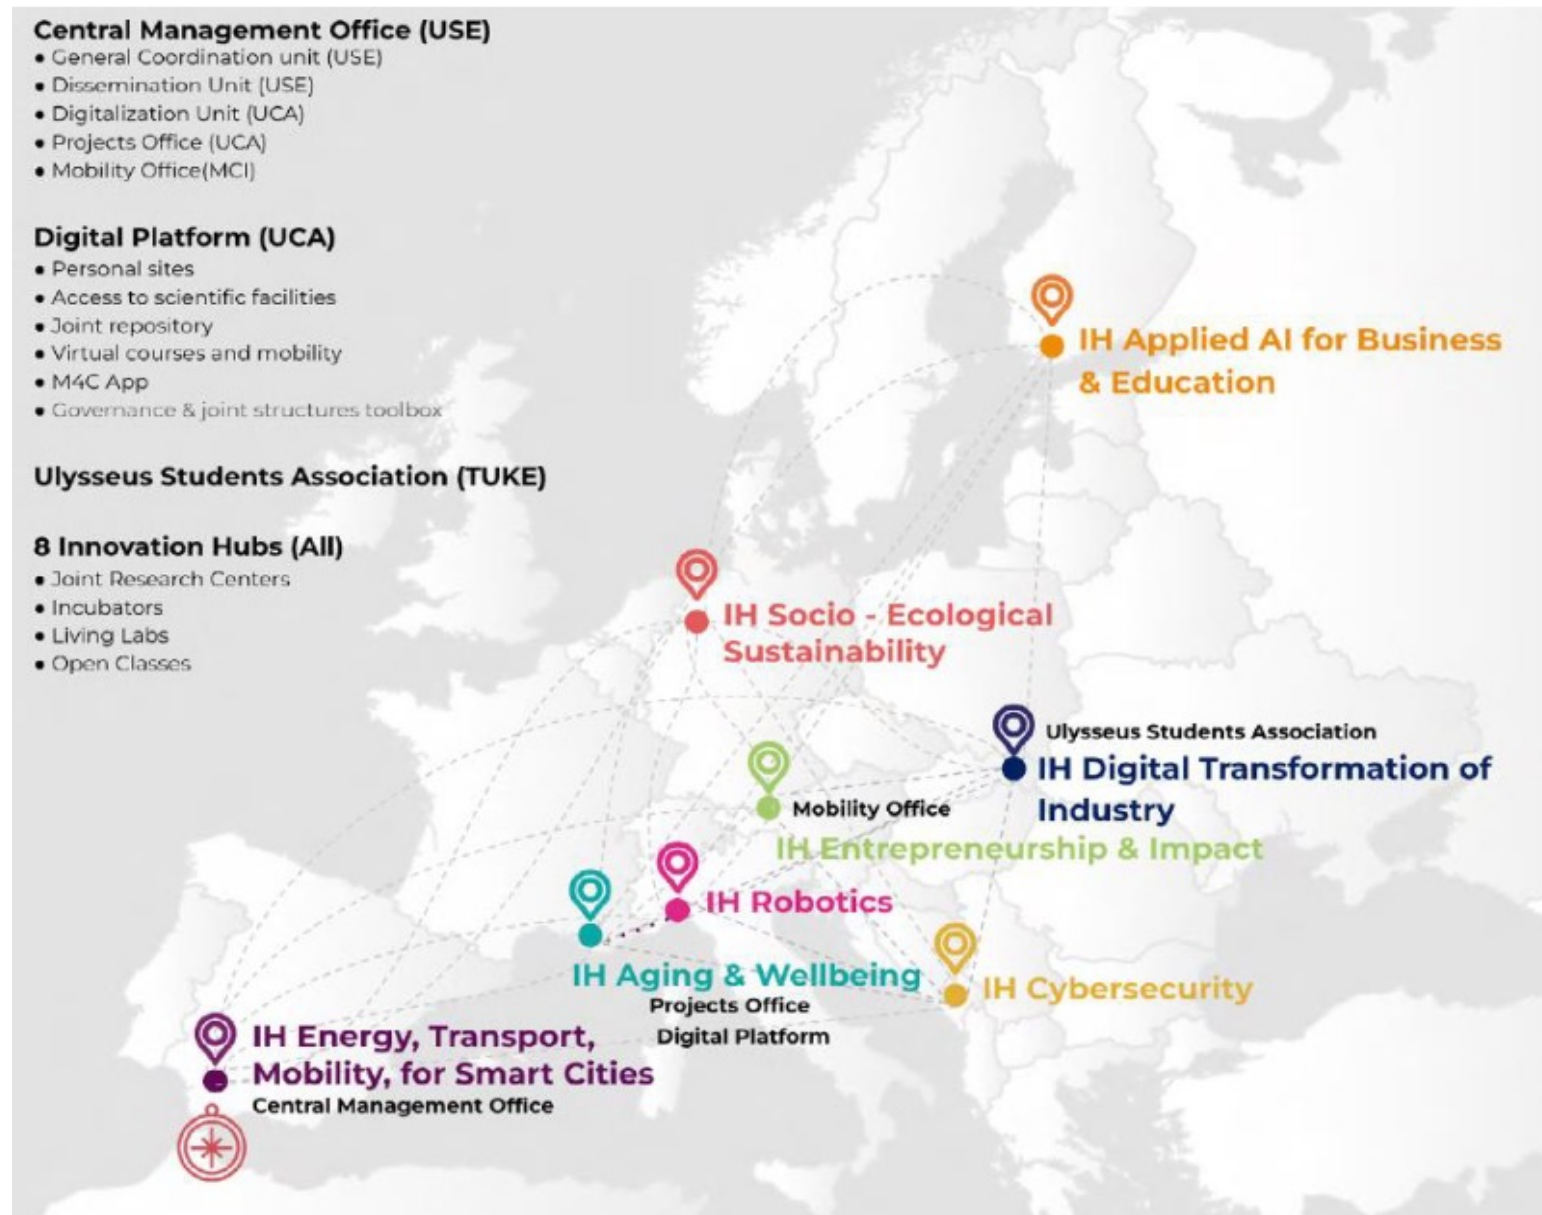 Central Management Office (USE)
• General Coordination unit (USE)
• Dissemination Unit (USE)
• Digitalization Unit (UCA)
• Projects Office (UCA)
• Mobility Office(MCI)
Digital Platform (UCA)
• Personal sites
• Access to scientific facilities
• Joint repository
• Virtual courses and mobility
• M4C App
• Governance & joint structures toolbox
Ulysseus Students Association (TUKE)
8 Innovation Hubs (All)
• Joint Research Centers
• Incubators
• Living Labs
• Open Classes
IH Applied AI for Business
& Education
IH Socio - Ecological
Sustainability
Ulysseus Students Association
IH Digital Transformation of
Industry
Mobility Office
IH Entrepreneurship & Impact
IH Robotics
IH Aging & Wellbeing
Projects Office
Digital Platform
IH Cybersecurity
IH Energy, Transport,
Mobility, for Smart Cities
Central Management Office